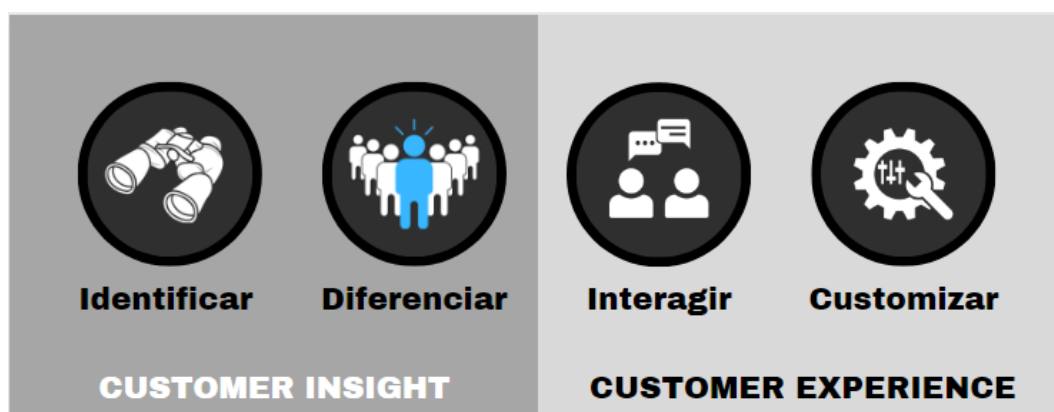 Identificar
Diferenciar
Interagir
Customizar
CUSTOMER INSIGHT
CUSTOMER EXPERIENCE